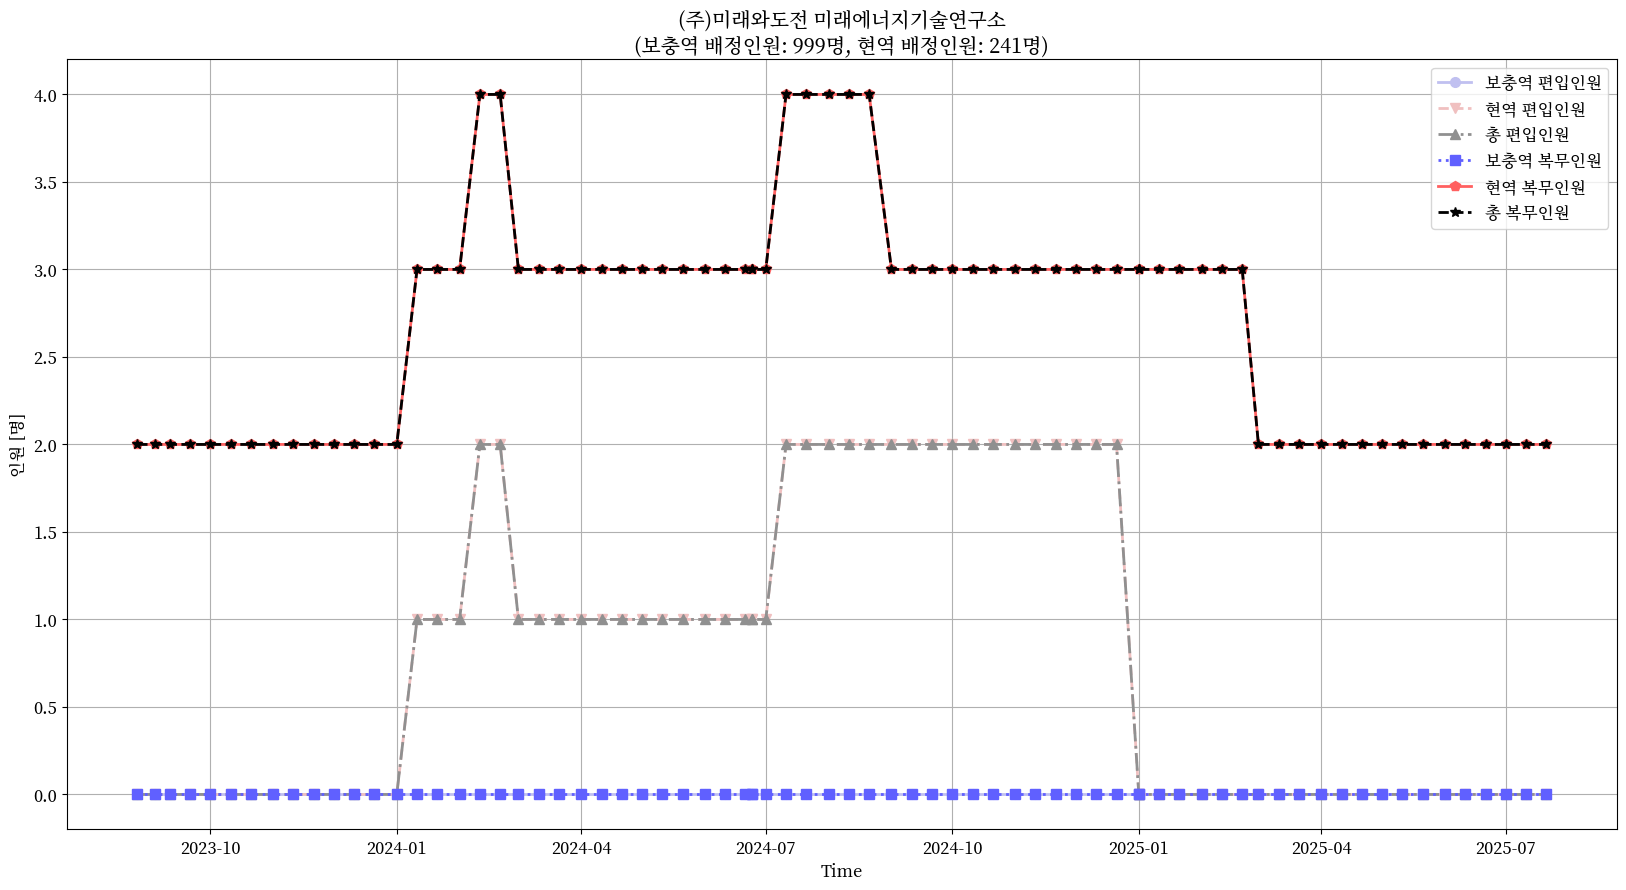 (주)미래와도전 미래에너지기술연구소
(보충역 배정인원: 999명, 현역 배정인원: 241명)
보충역 편입인원
현역 편입인원
총 편입인원
보충역 복무인원
현역 복무인원
총 복무인원
4.0
3.5
3.0
2.5
2.0
1.5
1.0
0.5
0.0
인원 [명]
2023-10
2024-01
2024-04
2024-07
2024-10
2025-01
2025-04
2025-07
Time